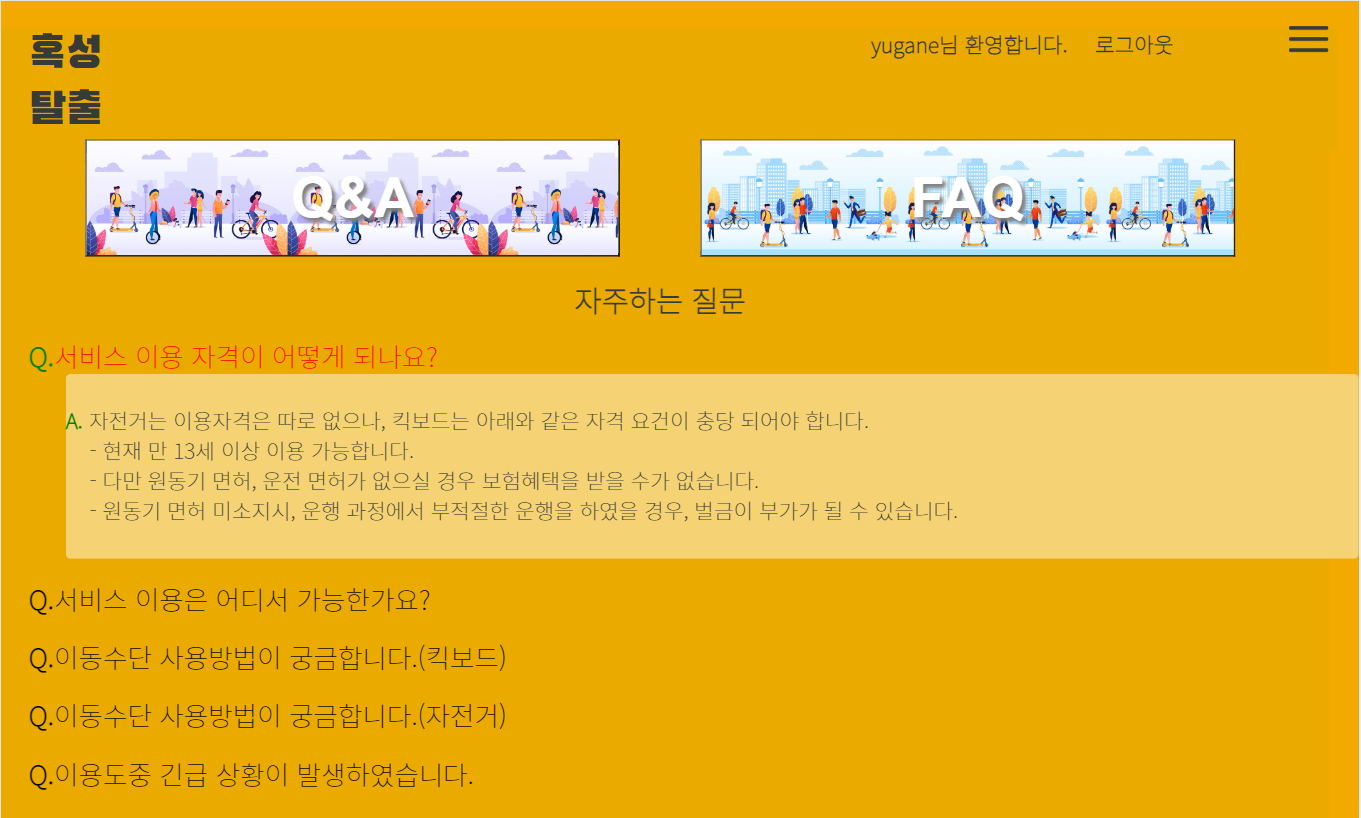 혹성
탈출
yugane님 환영합니다. 로그아웃
Q&A
FAQ
자주하는 질문
Q.서비스 이용 자격이 어떻게 되나요?
A. 자전거는 이용자격은 따로 없으나, 킥보드는 아래와 같은 자격 요건이 충당 되어야 합니다.
- 현재 만 13세 이상 이용 가능합니다.
- 다만 원동기 면허, 운전 면허가 없으실 경우 보험혜택을 받을 수가 없습니다.
- 원동기 면허 미소지시, 운행 과정에서 부적절한 운행을 하였을 경우, 벌금이 부가가 될 수 있습니다.
Q.서비스 이용은 어디서 가능한가요?
Q.이동수단 사용방법이 궁금합니다.(킥보드)
Q.이동수단 사용방법이 궁금합니다.(자전거)
Q.이용도중 긴급 상황이 발생하였습니다.